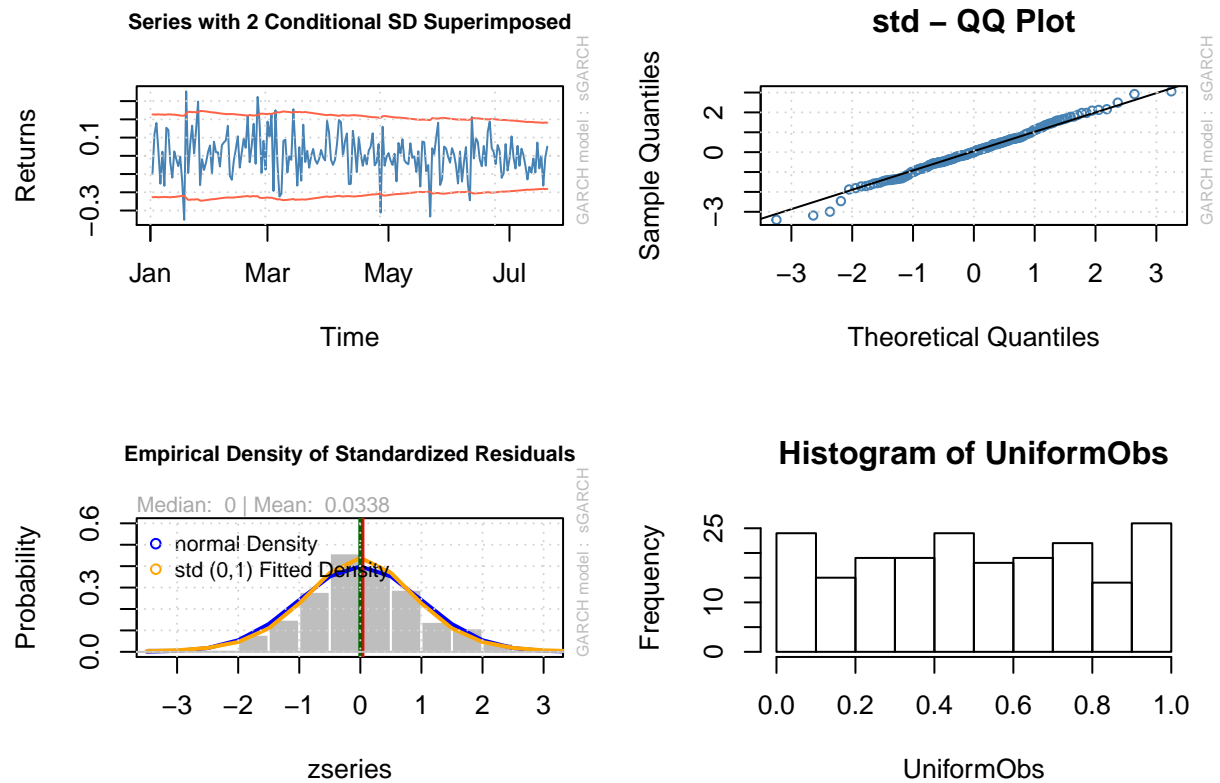 Series with 2 Conditional SD Superimposed
Returns
0.1
−0.3
Jan Mar May Jul
Time
GARCH model : sGARCH
std − QQ Plot
Sample Quantiles
2
0
−3
−3 −2 −1 0 1 2 3
Theoretical Quantiles
GARCH model : sGARCH
Empirical Density of Standardized Residuals
Median: 0 | Mean: 0.0338
Probability
0.6
0.3
0.0
normal Density
std (0,1) Fitted Density
−3 −2 −1 0 1 2 3
zseries
GARCH model : sGARCH
Histogram of UniformObs
Frequency
25
10
0
0.0 0.2 0.4 0.6 0.8 1.0
UniformObs